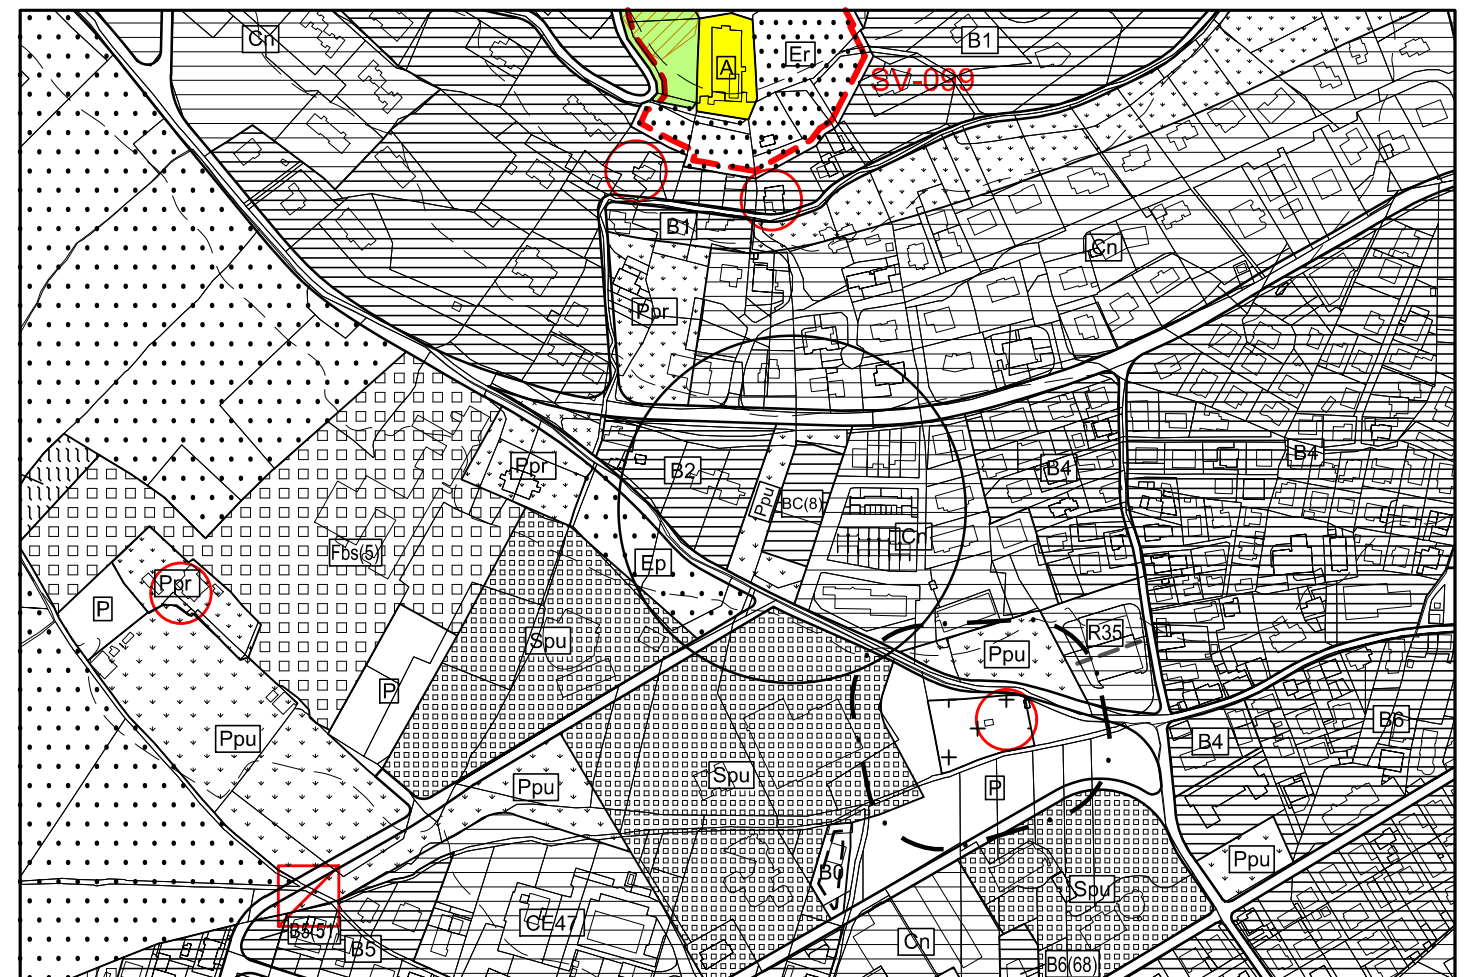 Cn
A
Er
B1
SV-099
B1
Cn
Ppr
B2
Ppu
BC(8)
B4
B4
Epr
Cn
Fbs(5)
Ep
Ppr
P
Spu
R35
Ppu
P
Ppu
B6
B4
Spu
Ppu
P
Ppu
B0
Spu
CE47
B5
Cn
B6(68)